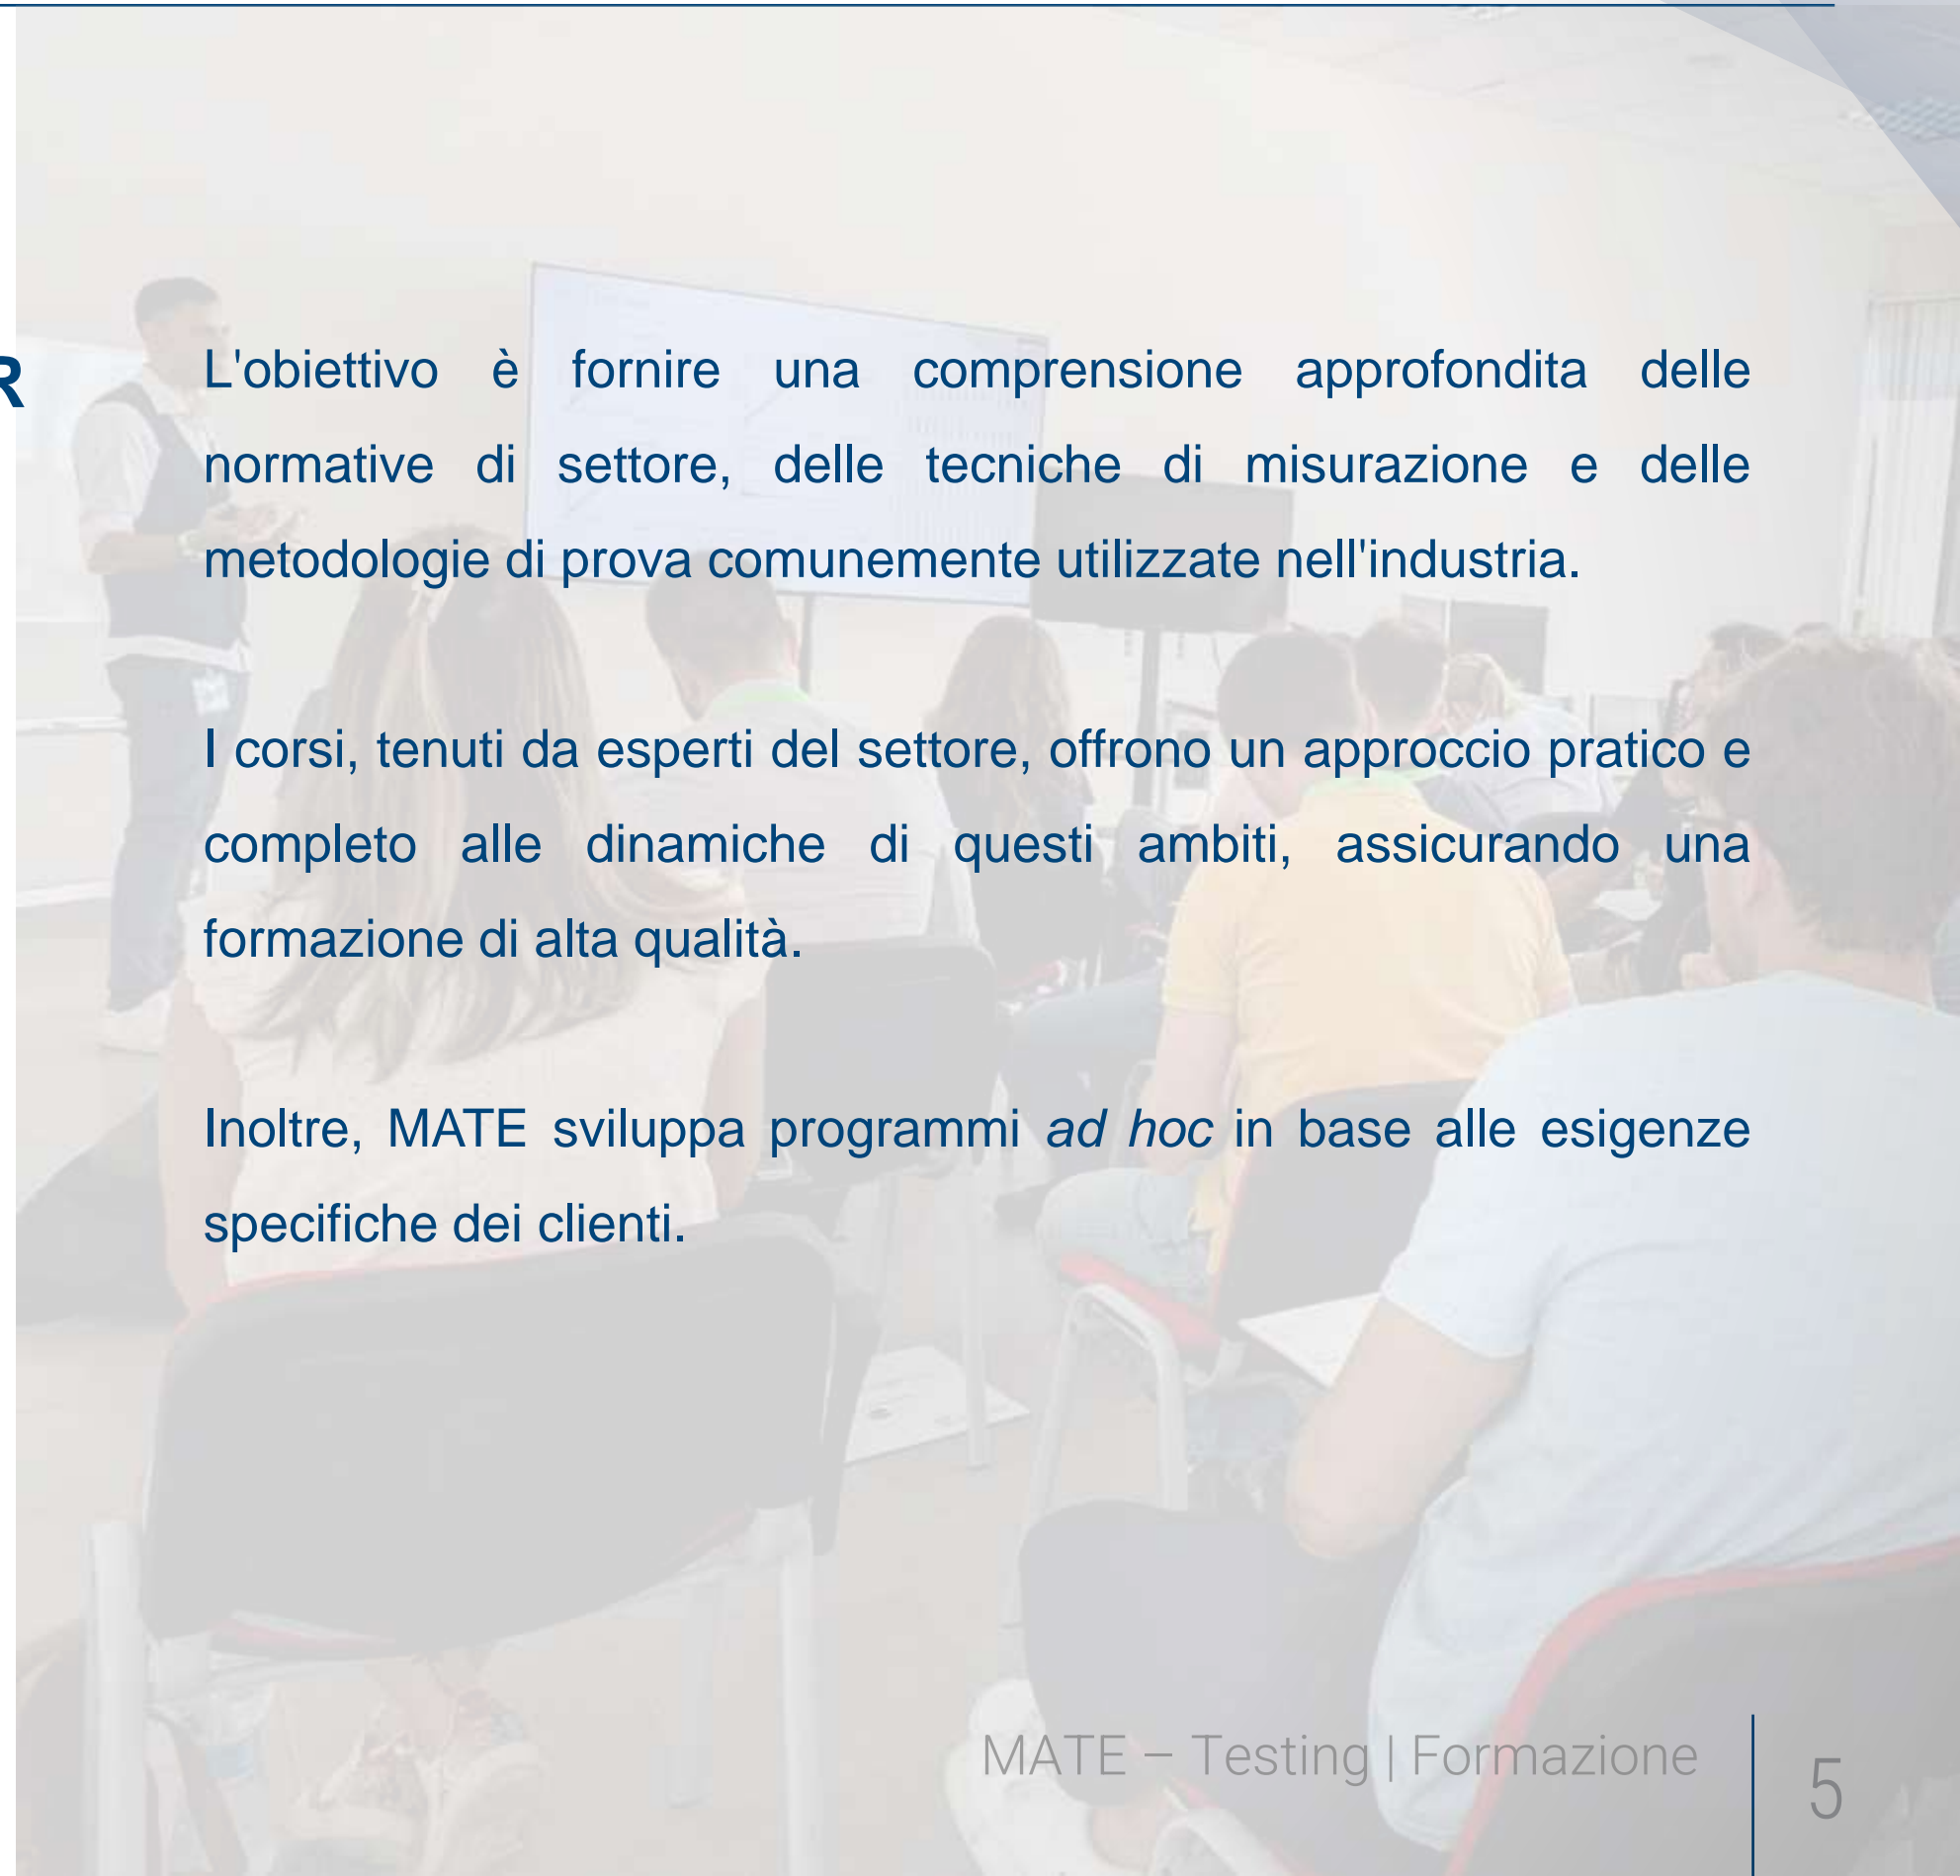 R
L'obiettivo è fornire una comprensione approfondita delle
normative di settore, delle tecniche di misurazione e delle
metodologie di prova comunemente utilizzate nell'industria.
I corsi, tenuti da esperti del settore, offrono un approccio pratico e
completo alle dinamiche di questi ambiti, assicurando una
formazione di alta qualità.
Inoltre, MATE sviluppa programmi ad hoc in base alle esigenze
specifiche dei clienti.
MATE – Testing | Formazione
5